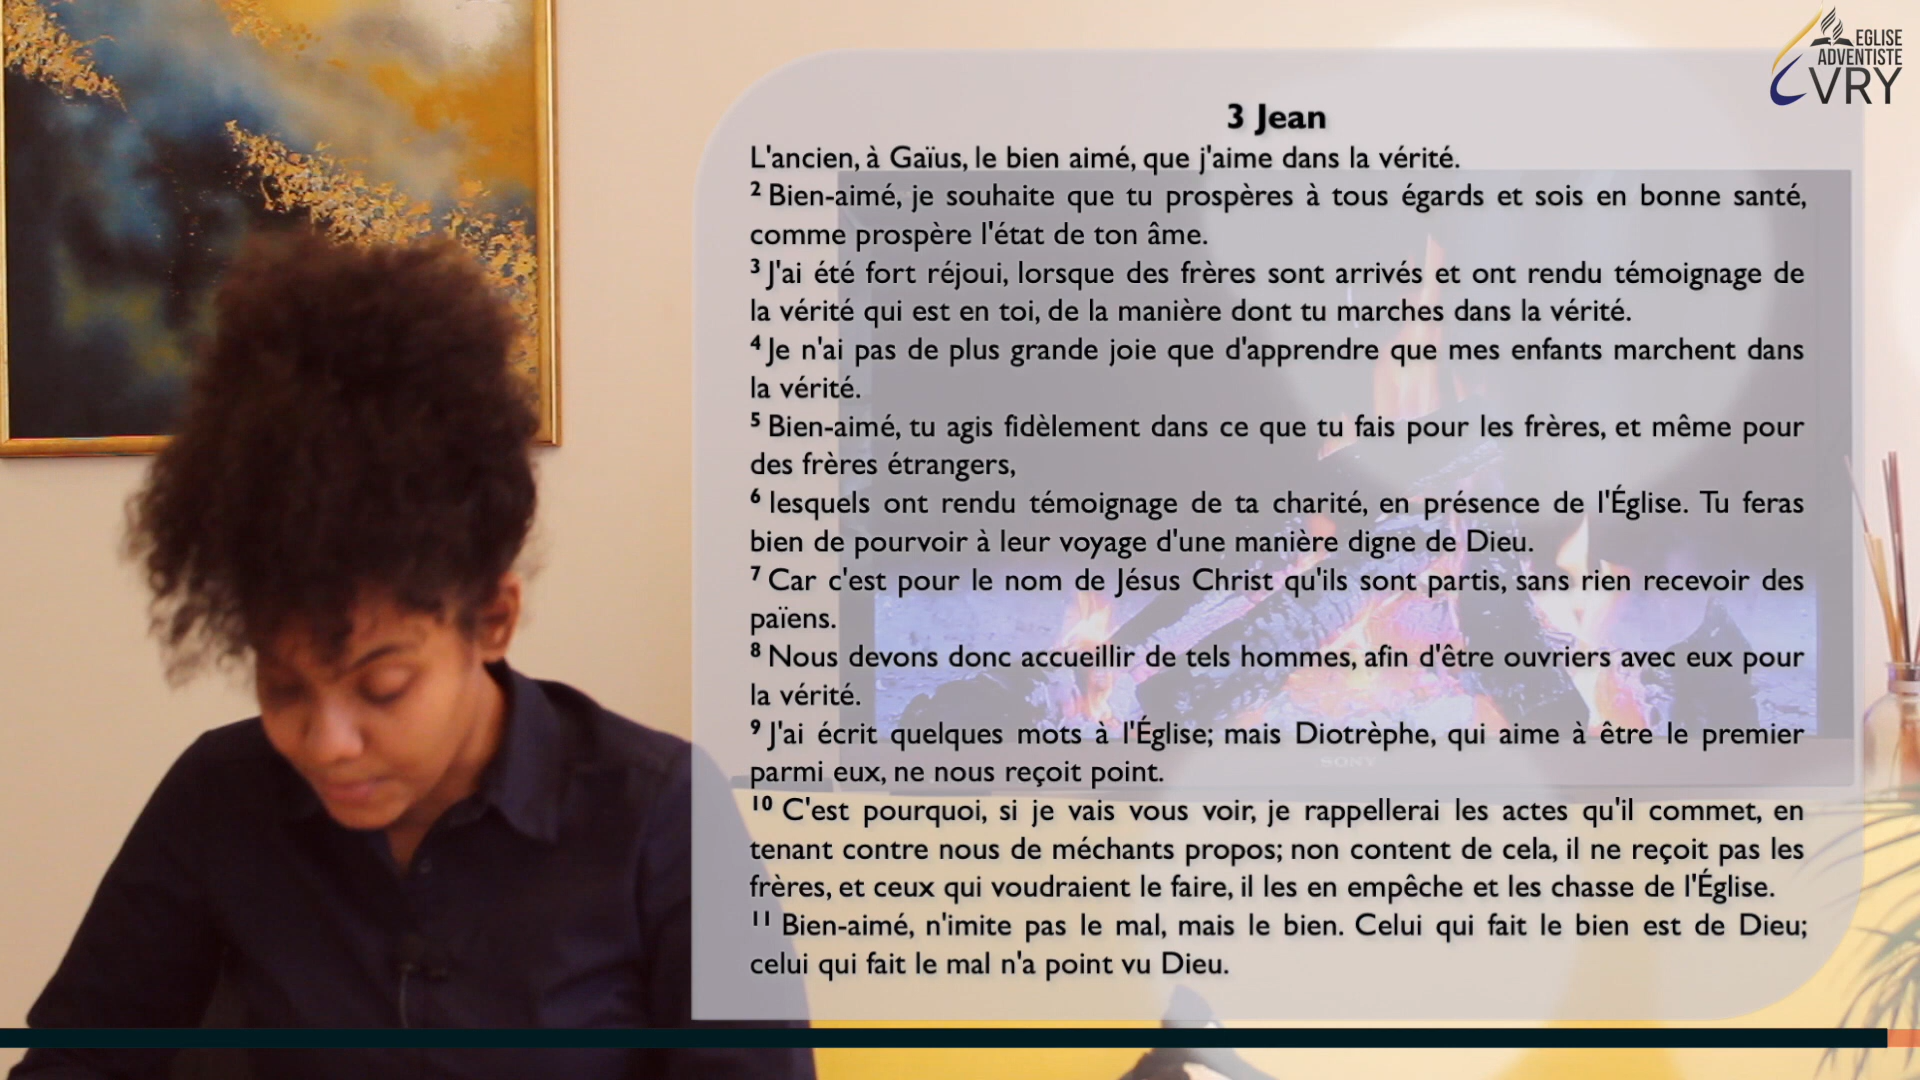 EGLISE
ADVENTISTE
VRY
3 Jean
L'ancien, à Gaïus, le bien aimé, que j'aime dans la vérité.
2 Bien-aimé, je souhaite que tu prospères à tous égards et sois en bonne santé,
comme prospère l'état de ton âme.
3 J'ai été fort réjoui, lorsque des frères sont arrivés et ont rendu témoignage de
la vérité qui est en toi, de la manière dont tu marches dans la vérité.
4 Je n'ai pas de plus grande joie que d'apprendre que mes enfants marchent dans
la vérité.
5 Bien-aimé, tu agis fidèlement dans ce que tu fais pour les frères, et même pour
des frères étrangers,
6 lesquels ont rendu témoignage de ta charité, en présence de l'Église. Tu feras
bien de pourvoir à leur voyage d'une manière digne de Dieu.
7 Car c'est pour le nom de Jésus Christ qu'ils sont partis, sans rien recevoir des
païens.
8 Nous devons donc accueillir de tels hommes, afin d'être ouvriers avec eux pour
la vérité.
9 J'ai écrit quelques mots à l'Église; mais Diotrèphe, qui aime à être le premier
parmi eux, ne nous reçoit point.
SONY
10 C'est pourquoi, si je vais vous voir, je rappellerai les actes qu'il commet, en
tenant contre nous de méchants propos; non content de cela, il ne reçoit pas les
frères, et ceux qui voudraient le faire, il les en empêche et les chasse de l'Église.
11 Bien-aimé, n'imite pas le mal, mais le bien. Celui qui fait le bien est de Dieu;
celui qui fait le mal n'a point vu Dieu.